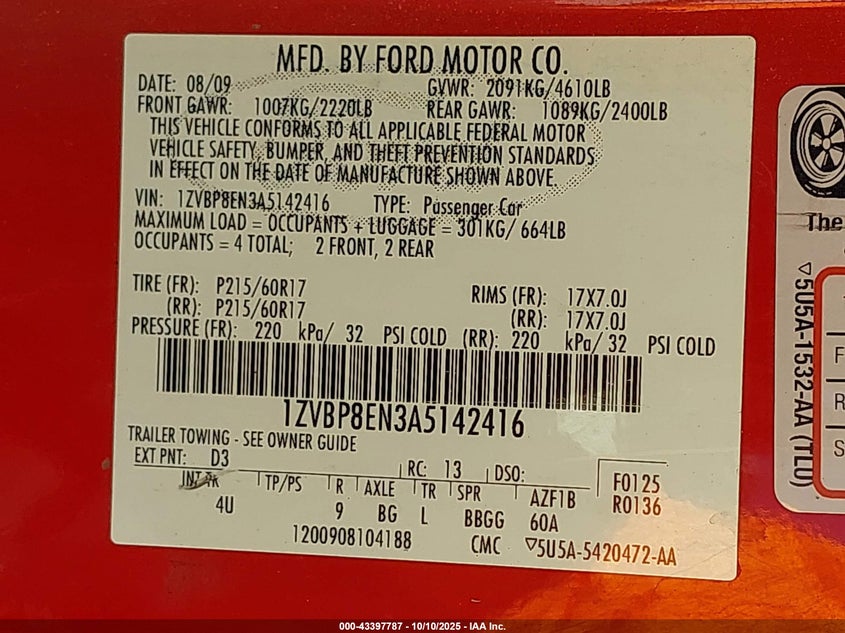 MFD. BY FORD MOTOR CO.
DATE: 08/09 GVWR: 2091KG/4610LB
FRONT GAWR: 1007KG/2220LB REAR GAWR: 1089KG/2400LB
THIS VEHICLE CONFORMS TO ALL APPLICABLE FEDERAL MOTOR
VEHICLE SAFETY, BUMPER, AND THEFT PREVENTION STANDARDS
IN EFFECT ON THE DATE OF MANUFACTURE SHOWN ABOVE.
VIN: 1ZVBP8EN3A5142416 TYPE: Passenger Car
MAXIMUM LOAD = OCCUPANTS + LUGGAGE = 301KG/ 664LB
OCCUPANTS = 4 TOTAL; 2 FRONT, 2 REAR
TIRE (FR): P215/60R17 RIMS (FR): 17X7.0J
(RR): P215/60R17 (RR): 17X7.0J
PRESSURE (FR): 220 kPa/ 32 PSI COLD (RR): 220 kPa/ 32 PSI COLD
1ZVBP8EN3A5142416
TRAILER TOWING - SEE OWNER GUIDE
EXT PNT: D3 RC: 13 DSO: F0125
INT TR TP/PS R AXLE TR SPR AZF1B R0136
4U 9 BG L BBGG 60A
1200908104188 CMC 5U5A-5420472-AA
The
5U5A-1532-AA (TLU)
F
R
S
000-43397787 - 10/10/2025 - IAA Inc.